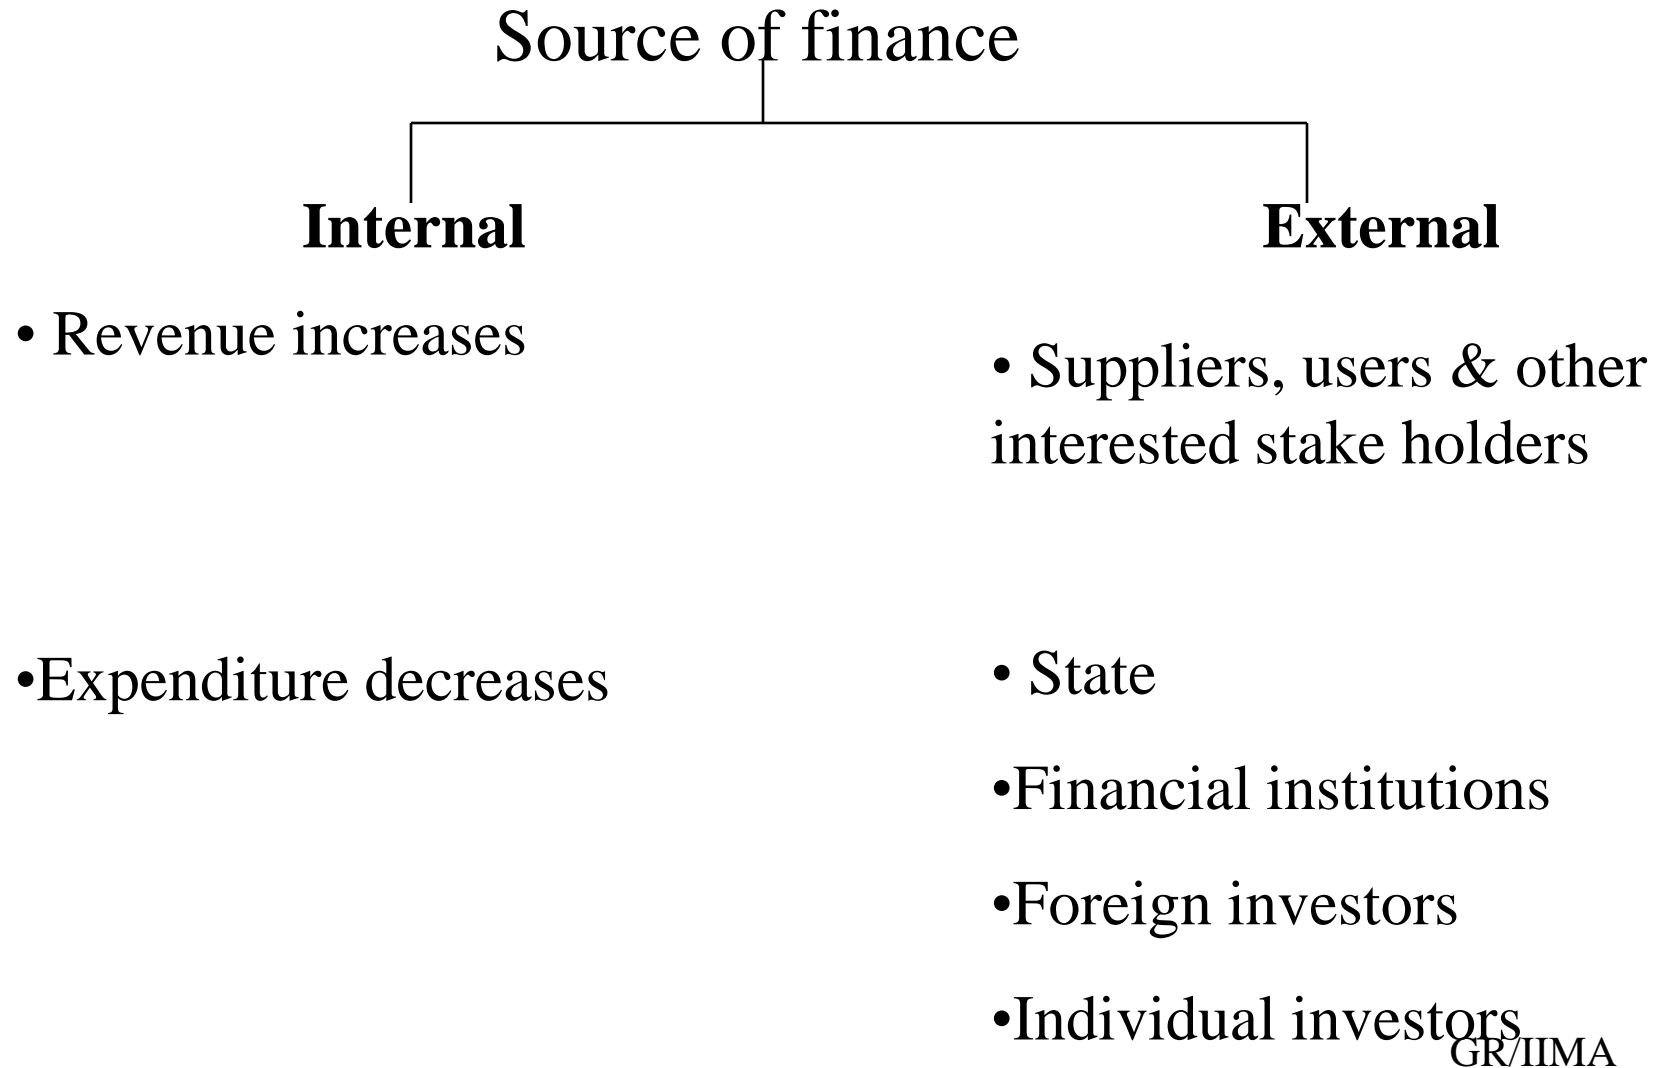 Source of finance
Internal
• Revenue increases
•Expenditure decreases
External
• Suppliers, users & other
interested stake holders
• State
•Financial institutions
•Foreign investors
•Individual investors
GR/IIMA